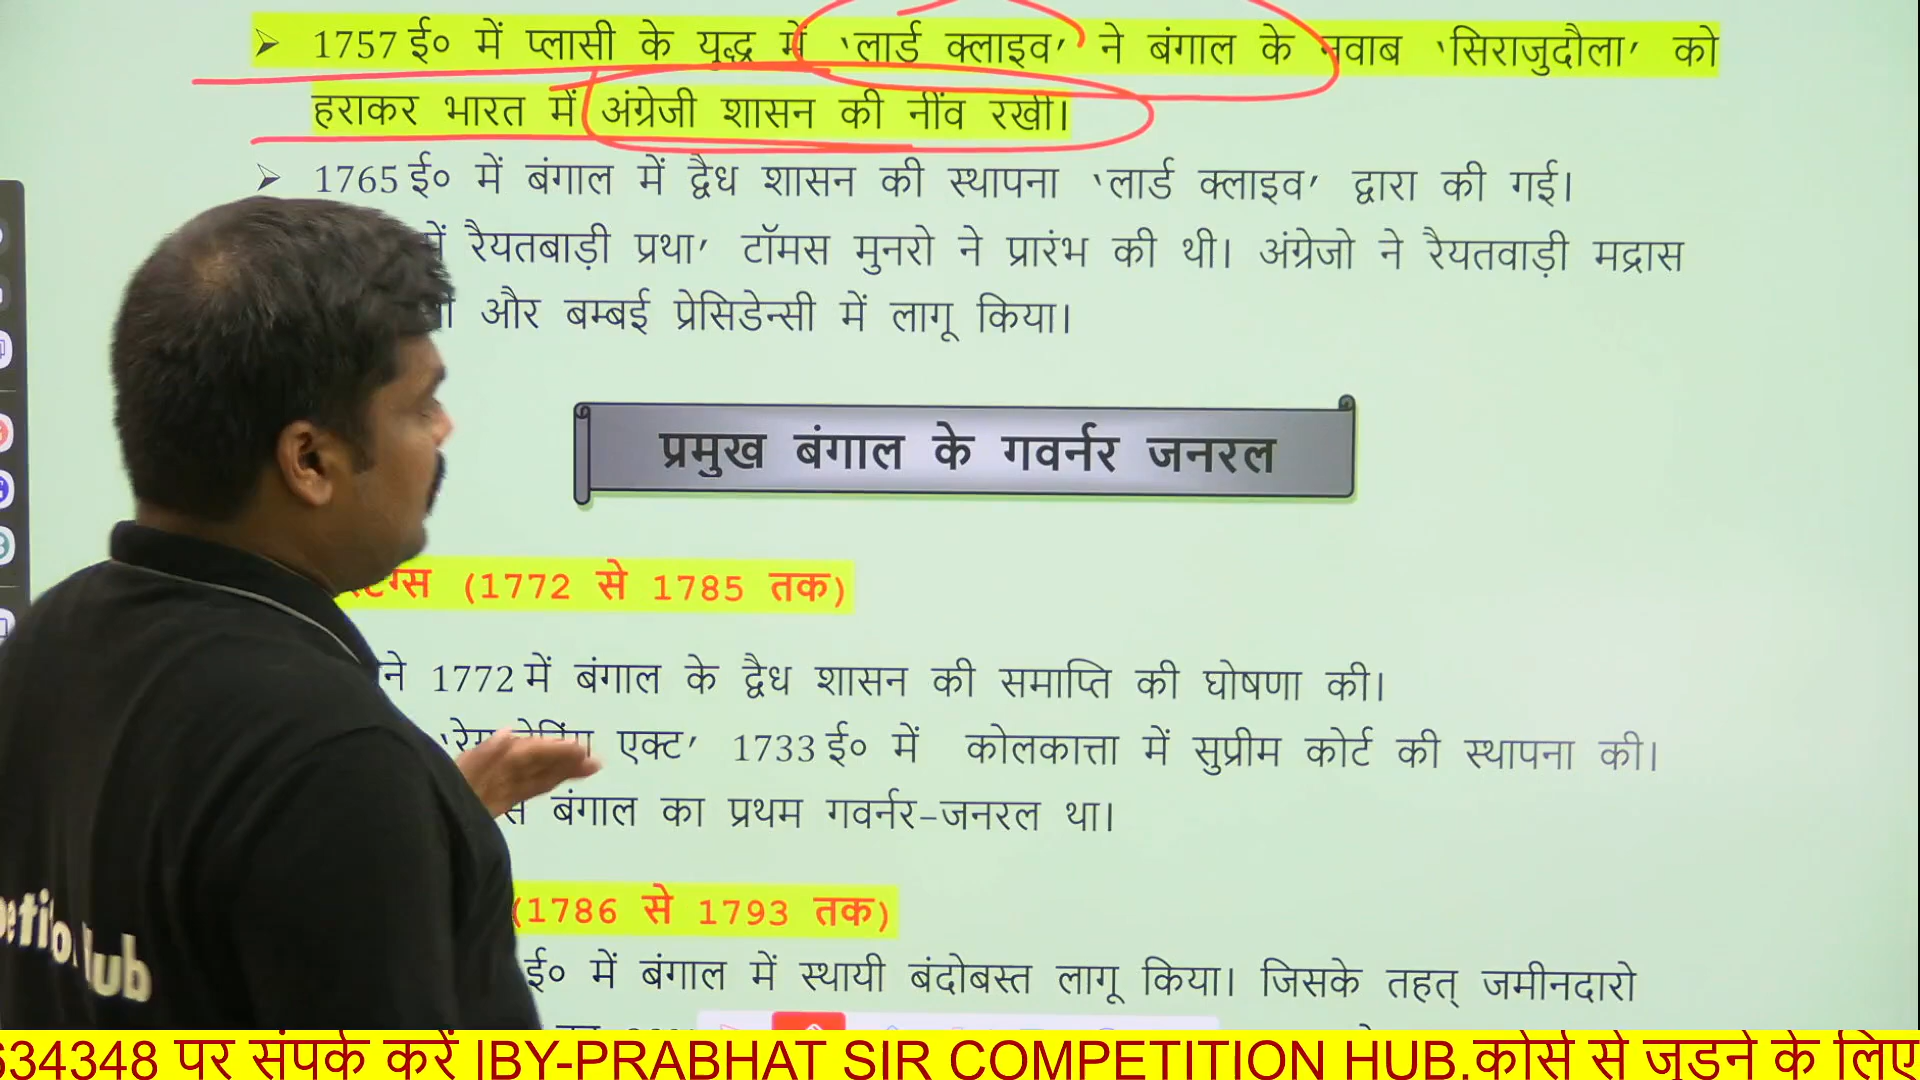 ➢ 1757 ई० में प्लासी के युद्ध में 'लार्ड क्लाइव' ने बंगाल के नवाब 'सिराजुदौला' को
हराकर भारत में अंग्रेजी शासन की नींव रखी।
➢ 1765 ई० में बंगाल में द्वैध शासन की स्थापना 'लार्ड क्लाइव' द्वारा की गई।
में रैयतबाड़ी प्रथा' टॉमस मुनरो ने प्रारंभ की थी। अंग्रेजो ने रैयतवाड़ी मद्रास
और बम्बई प्रेसिडेन्सी में लागू किया।
प्रमुख बंगाल के गवर्नर जनरल
(1772 से 1785 तक)
ने 1772 में बंगाल के द्वैध शासन की समाप्ति की घोषणा की।
एक्ट' 1733 ई० में कोलकात्ता में सुप्रीम कोर्ट की स्थापना की।
बंगाल का प्रथम गवर्नर-जनरल था।
(1786 से 1793 तक)
ई० में बंगाल में स्थायी बंदोबस्त लागू किया। जिसके तहत् जमीनदारो
634348 पर संपर्क करें |BY-PRABHAT SIR COMPETITION HUB.कोर्स से जुडने के लिए